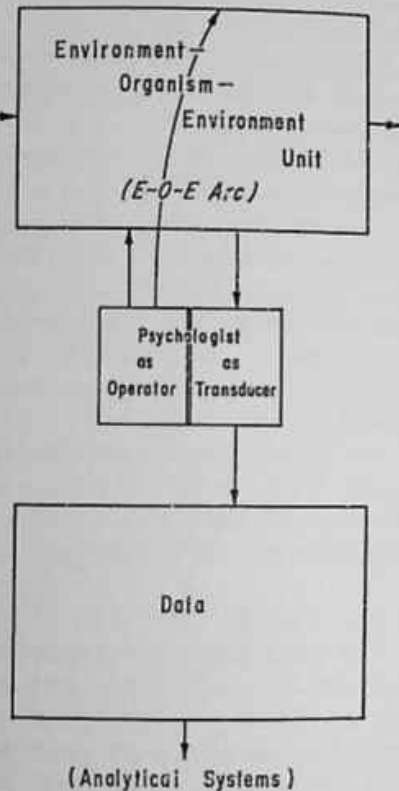 Environment—
Organism—
Environment
Unit
(E-O-E Arc)
Psychologist
as as
Operator Transducer
Data
(Analytical Systems)